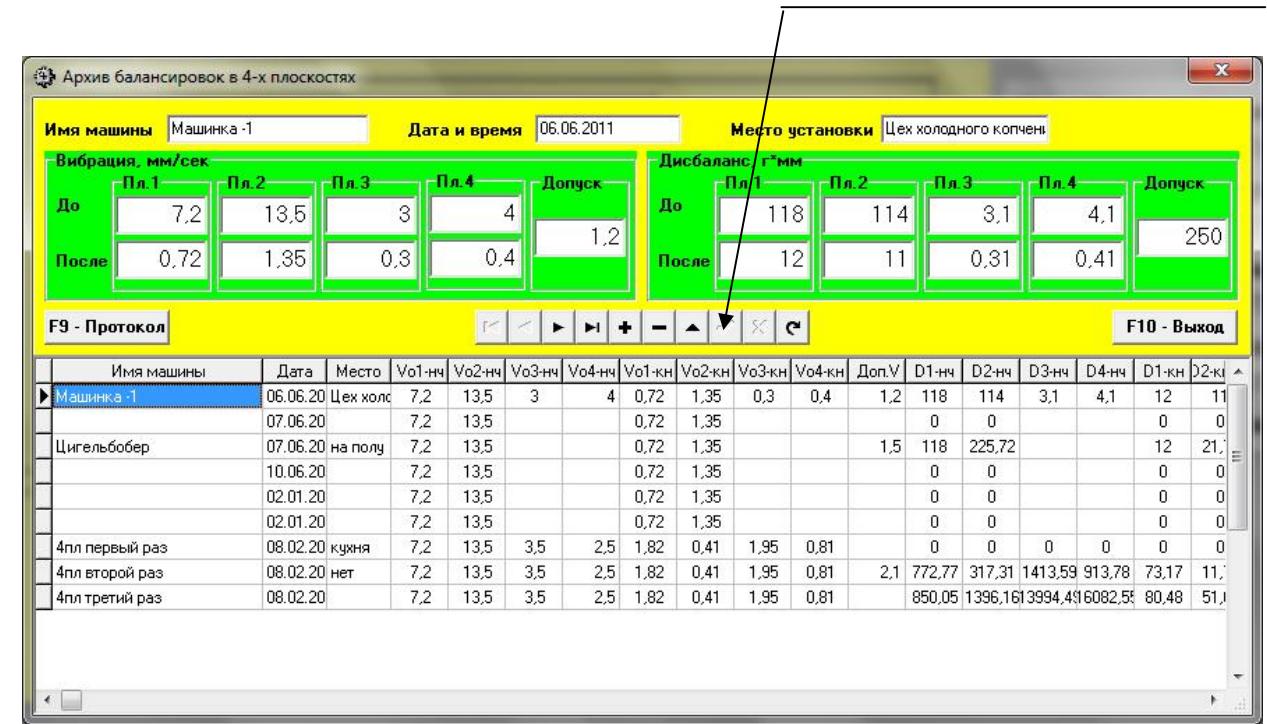 Архив балансировок в 4-х плоскостях
Имя машины Машинка -1 Дата и время 06.06.2011 Место установки Цех холодного копчен
Вибрация, мм/сек Дисбаланс, г*мм
Пл.1 Пл.2 Пл.3 Пл.4 Допуск Пл.1 Пл.2 Пл.3 Пл.4 Допуск
До 7,2 13,5 3 4 До 118 114 3,1 4,1
1,2 250
После 0,72 1,35 0,3 0,4 После 12 11 0,31 0,41
F9 - Протокол F10 - Выход
Имя машины Дата Место Vo1-нч Vo2-нч Vo3-нч Vo4-нч Vo1-кн Vo2-кн Vo3-кн Vo4-кн Доп.V D1-нч D2-нч D3-нч D4-нч D1-кн D2-к
Машинка -1 06.06.20 Цех холо 7,2 13,5 3 4 0,72 1,35 0,3 0,4 1,2 118 114 3,1 4,1 12 11
07.06.20 7,2 13,5 0,72 1,35 0 0 0 0
Цигельбобер 07.06.20 на полу 7,2 13,5 0,72 1,35 1,5 118 225,72 12 21,
10.06.20 7,2 13,5 0,72 1,35 0 0 0 0
02.01.20 7,2 13,5 0,72 1,35 0 0 0 0
02.01.20 7,2 13,5 0,72 1,35 0 0 0 0
4пл первый раз 08.02.20 кухня 7,2 13,5 3,5 2,5 1,82 0,41 1,95 0,81 0 0 0 0 0 0
4пл второй раз 08.02.20 нет 7,2 13,5 3,5 2,5 1,82 0,41 1,95 0,81 2,1 772,77 317,31 1413,59 913,78 73,17 11,
4пл третий раз 08.02.20 7,2 13,5 3,5 2,5 1,82 0,41 1,95 0,81 850,05 1396,16 13994,4 16082,5 80,48 51,